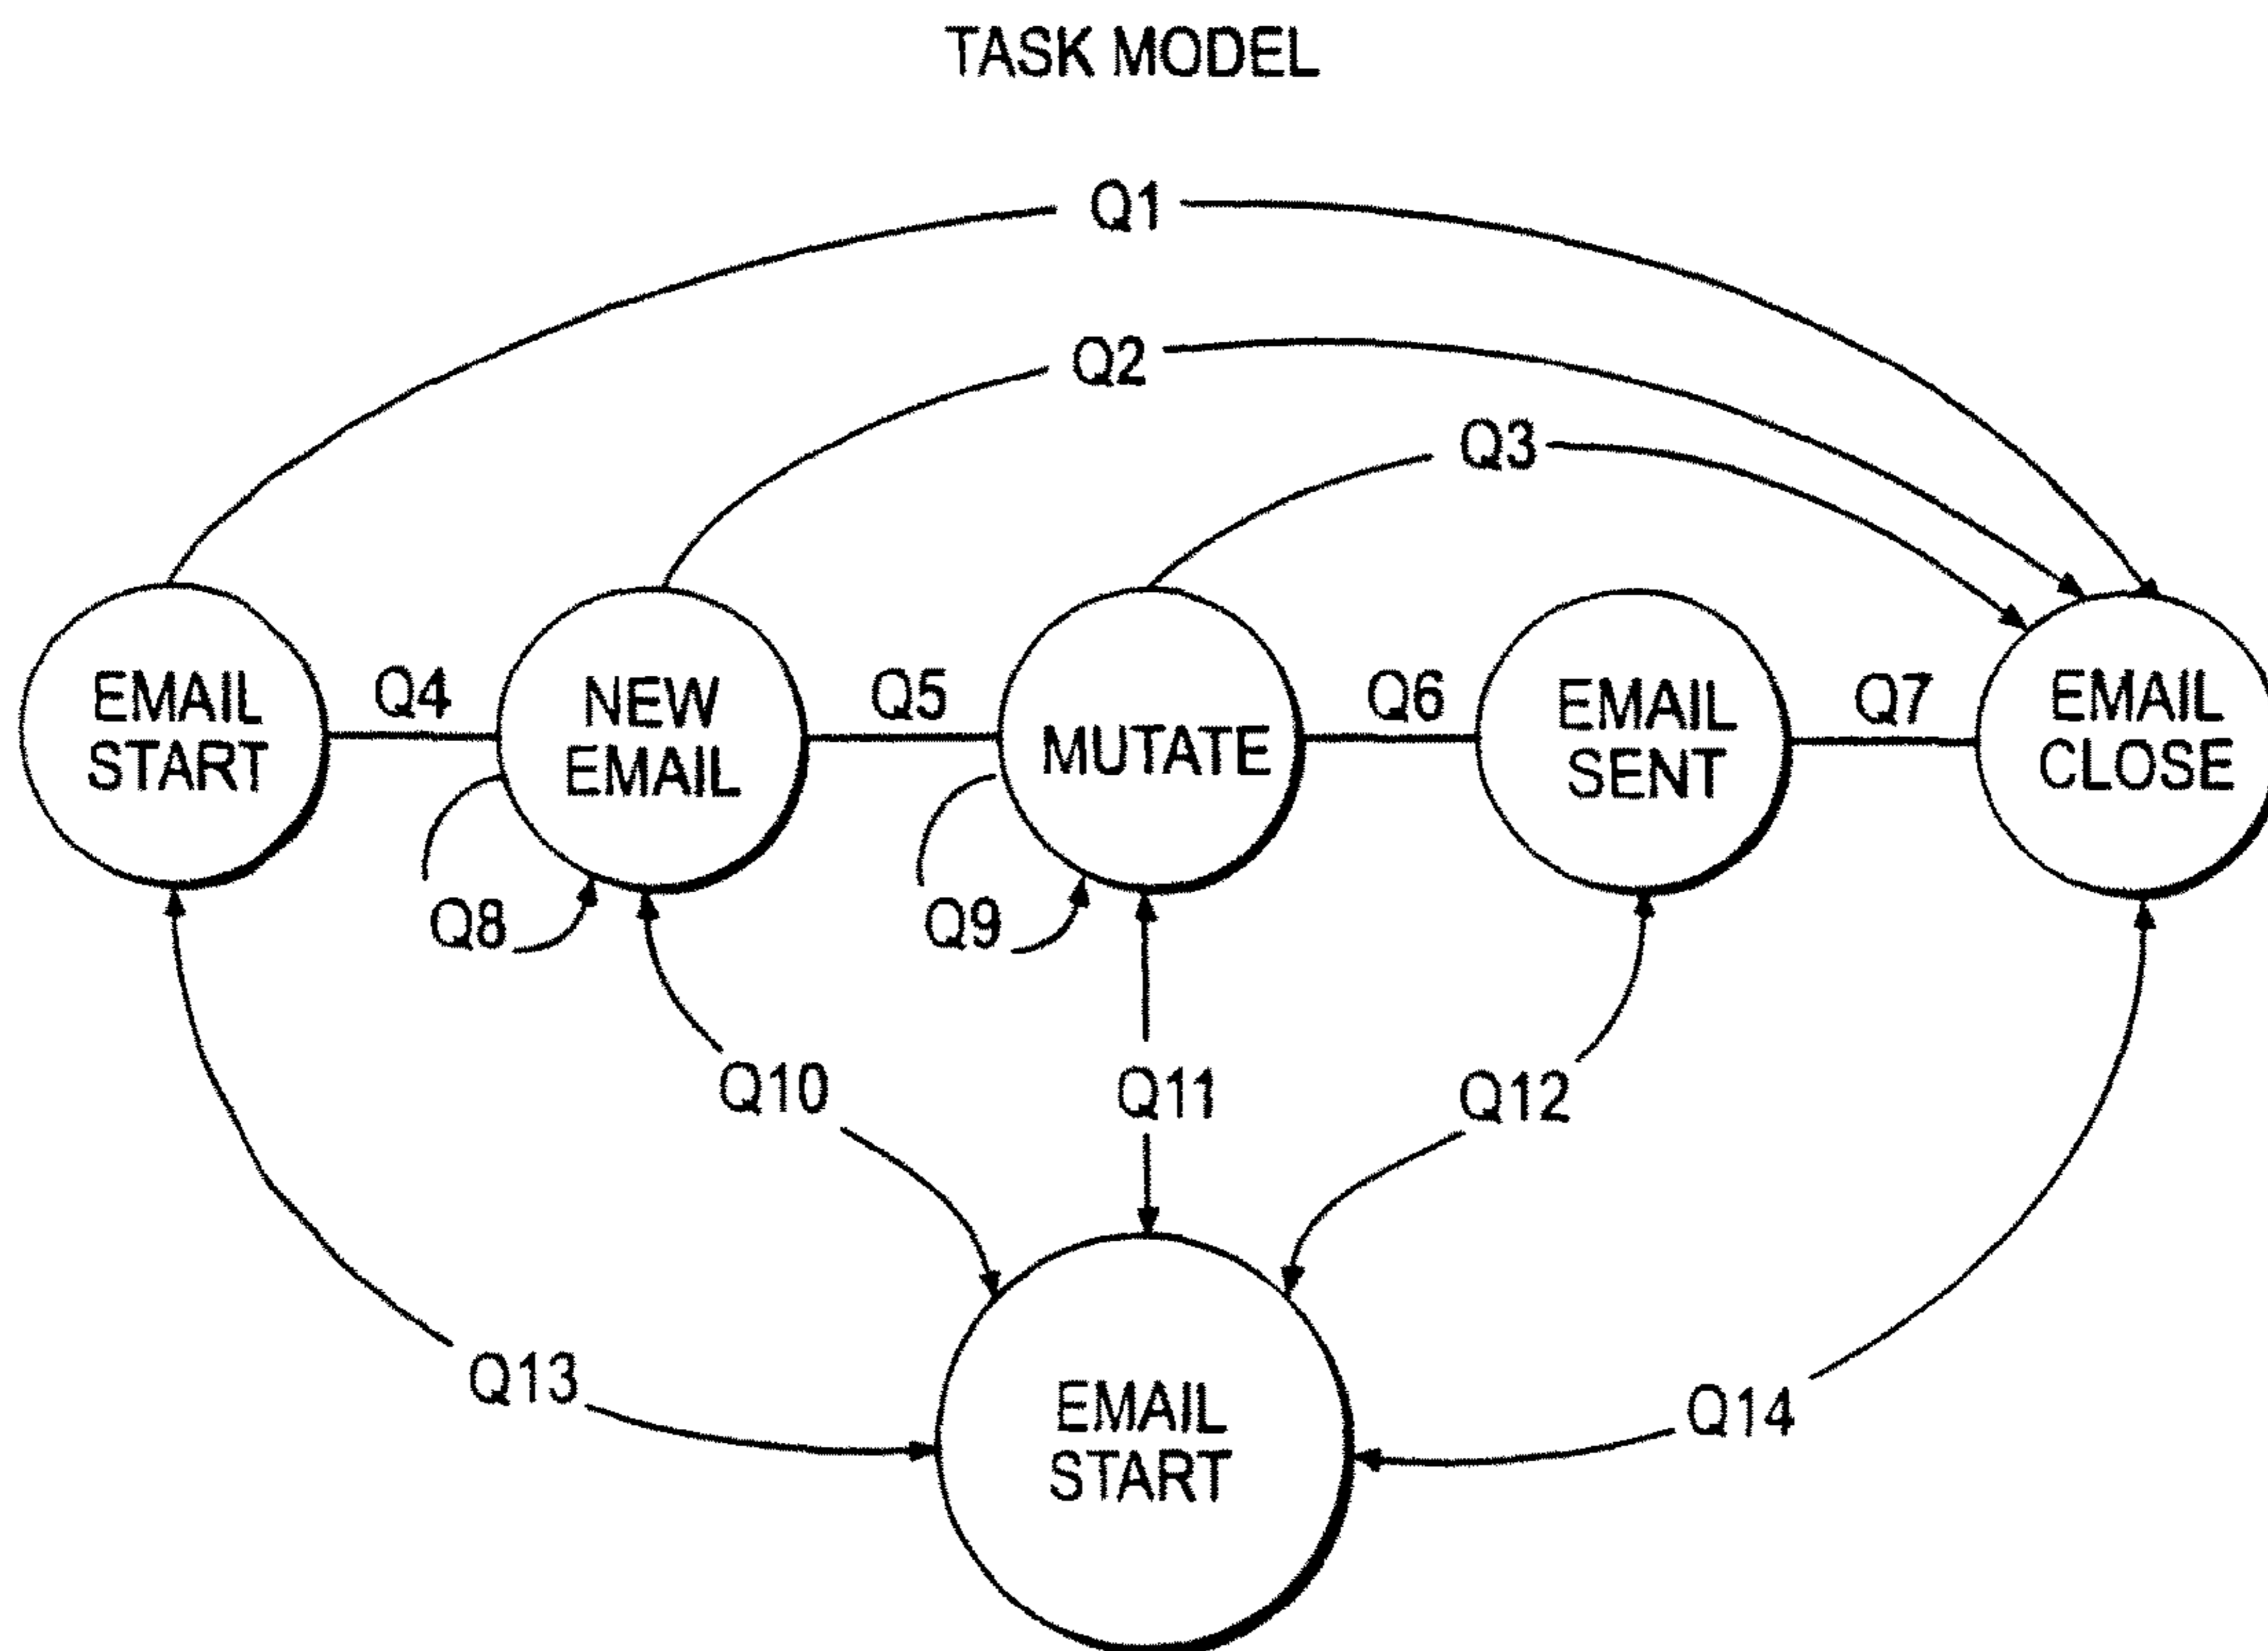 TASK MODEL
Q1
Q2
Q3
EMAIL
START
Q4
NEW
EMAIL
Q5
MUTATE
Q6
EMAIL
SENT
Q7
EMAIL
CLOSE
Q8
Q9
Q10
Q11
Q12
Q13
EMAIL
START
Q14